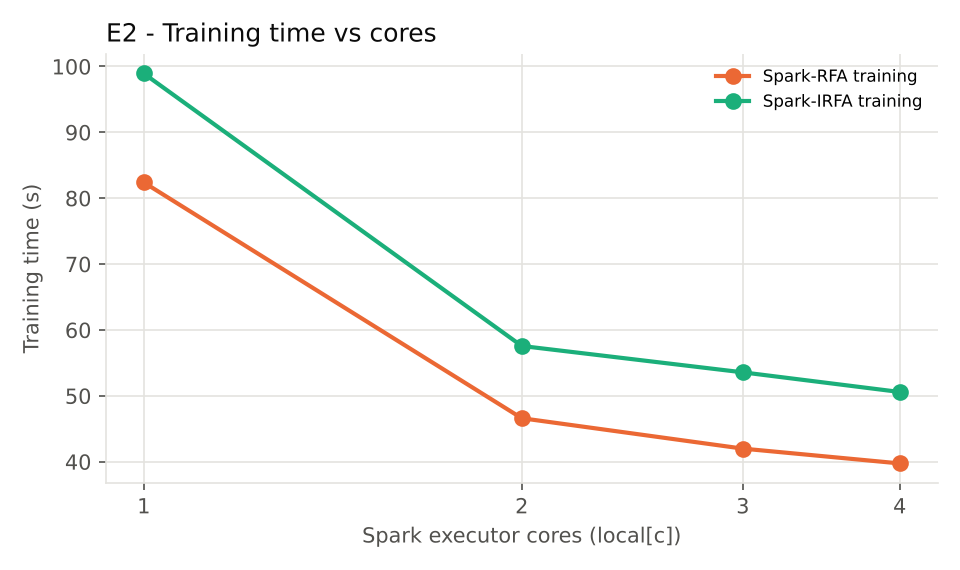 E2 - Training time vs cores
Spark-RFA training
Spark-IRFA training
Training time (s)
100
90
80
70
60
50
40
1 2 3 4
Spark executor cores (local[c])